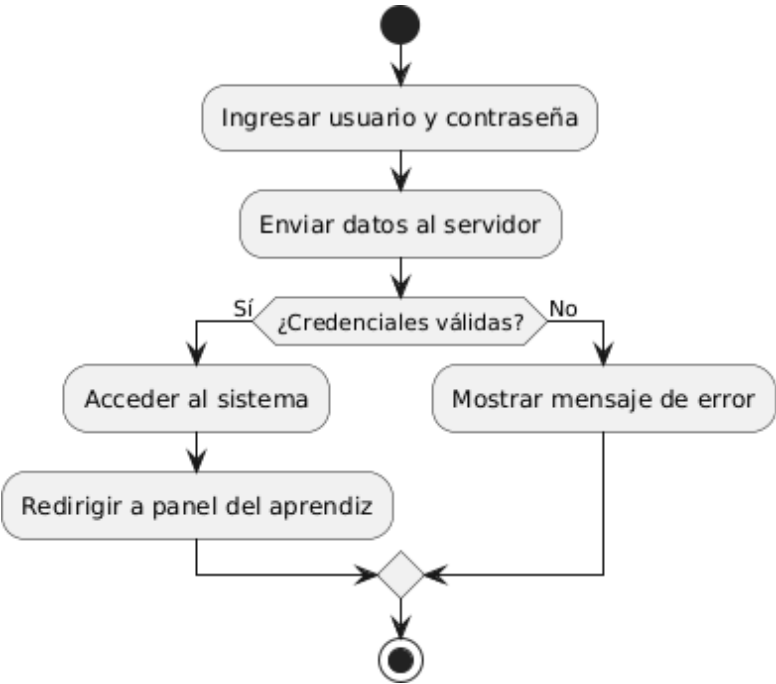 Ingresar usuario y contraseña
Enviar datos al servidor
Sí
¿Credenciales válidas?
No
Acceder al sistema
Mostrar mensaje de error
Redirigir a panel del aprendiz